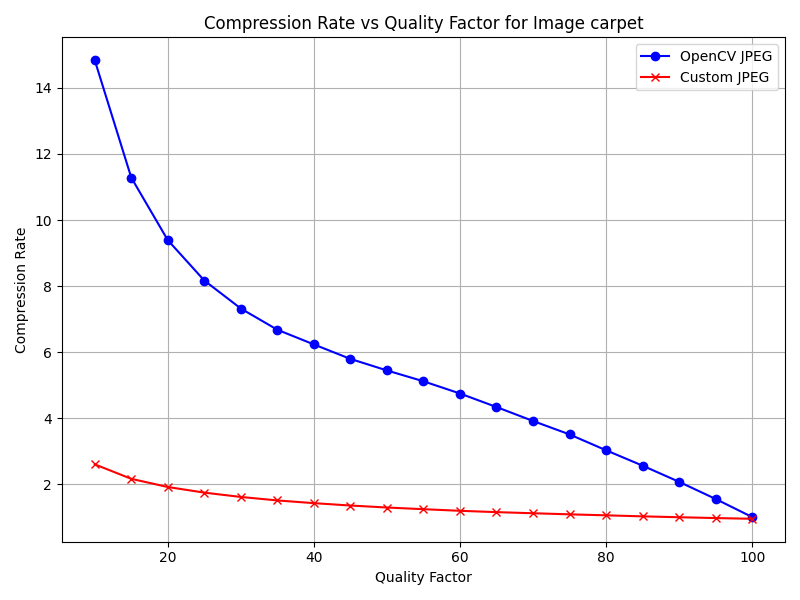 Compression Rate vs Quality Factor for Image carpet
OpenCV JPEG
Custom JPEG
Compression Rate
14
12
10
8
6
4
2
20 40 60 80 100
Quality Factor